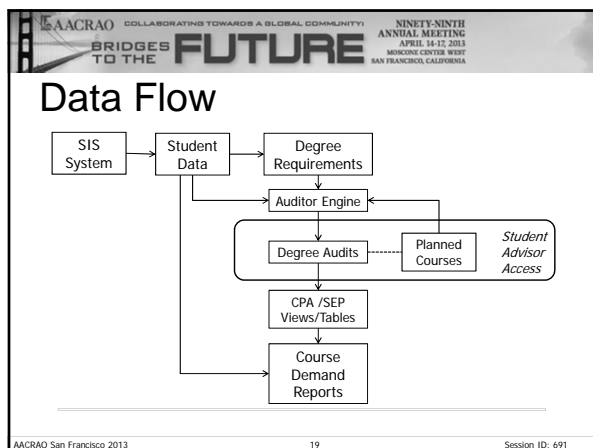 AACRAO COLLABORATING TOWARDS A GLOBAL COMMUNITY:
BRIDGES
TO THE
FUTURE
NINETY-NINTH
ANNUAL MEETING
APRIL 14-17, 2013
MOSCONE CENTER WEST
SAN FRANCISCO, CALIFORNIA
Data Flow
SIS
System
Student
Data
Degree
Requirements
Auditor Engine
Degree Audits
Planned
Courses
Student
Advisor
Access
CPA /SEP
Views/Tables
Course
Demand
Reports
AACRAO San Francisco 2013 19 Session ID: 691